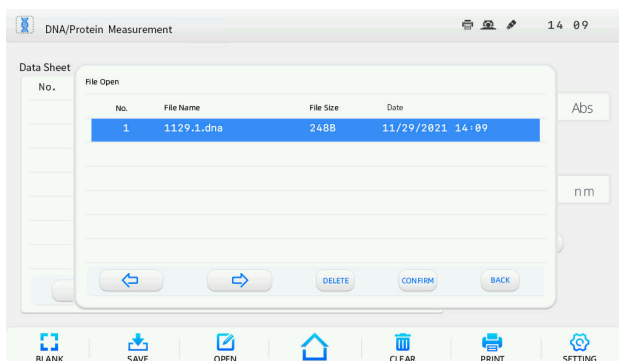 DNA/Protein Measurement 14 09
Data Sheet
No.
File Open
No. File Name File Size Date
Abs
1 1129.1.dna 248B 11/29/2021 14:09
nm
DELETE CONFIRM BACK
BLANK SAVE OPEN CLEAR PRINT SETTING